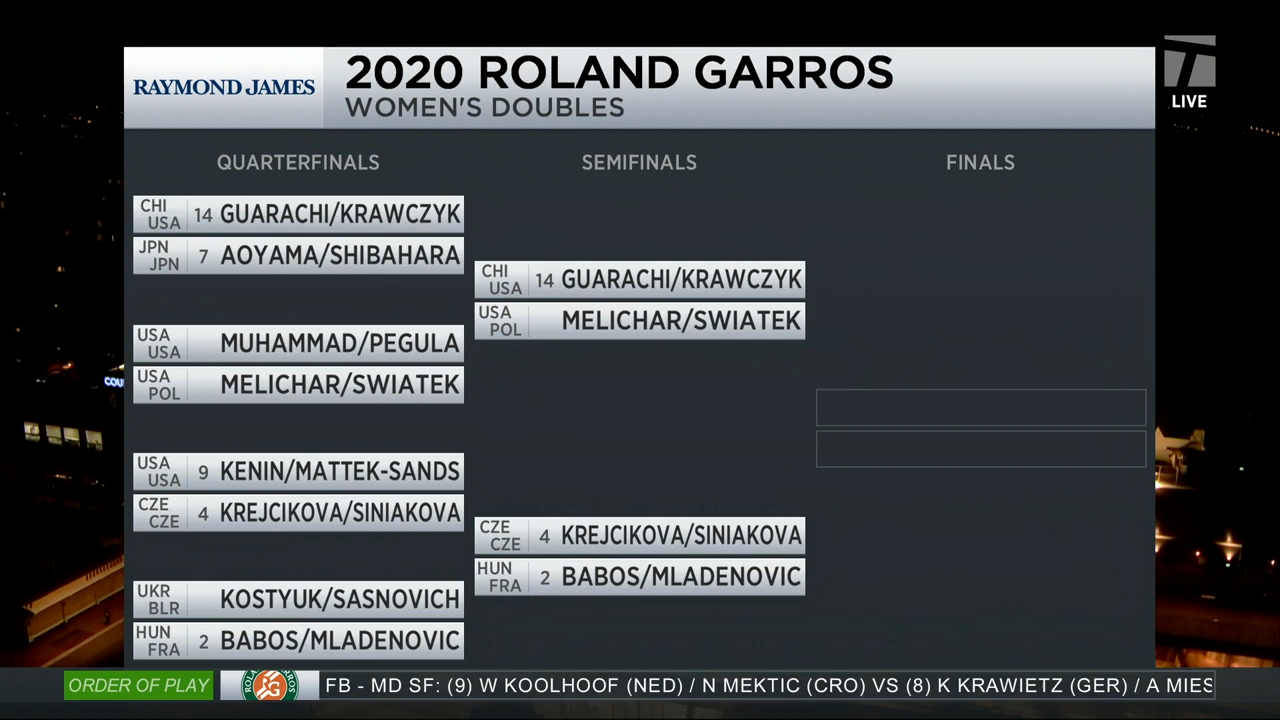 RAYMOND JAMES
2020 ROLAND GARROS
WOMEN'S DOUBLES
LIVE
QUARTERFINALS
SEMIFINALS
FINALS
CHI USA 14 GUARACHI/KRAWCZYK
JPN JPN 7 AOYAMA/SHIBAHARA
USA USA MUHAMMAD/PEGULA
USA POL MELICHAR/SWIATEK
USA USA 9 KENIN/MATTEK-SANDS
CZE CZE 4 KREJCIKOVA/SINIAKOVA
UKR BLR KOSTYUK/SASNOVICH
HUN FRA 2 BABOS/MLADENOVIC
CHI USA 14 GUARACHI/KRAWCZYK
USA POL MELICHAR/SWIATEK
CZE CZE 4 KREJCIKOVA/SINIAKOVA
HUN FRA 2 BABOS/MLADENOVIC
COU
ORDER OF PLAY
RG
FB - MD SF: (9) W KOOLHOOF (NED) / N MEKTIC (CRO) VS (8) K KRAWIETZ (GER) / A MIES